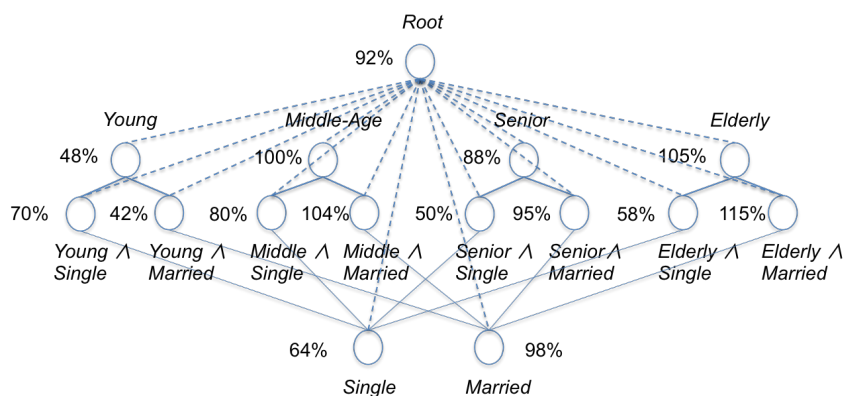 Root
92%
Young Middle-Age Senior Elderly
48% 100% 88% 105%
70% 42% 80% 104% 50% 95% 58% 115%
Young ∧ Young ∧ Middle ∧ Middle ∧ Senior ∧ Senior ∧ Elderly ∧ Elderly ∧
Single Married Single Married Single Married Single Married
64% 98%
Single Married